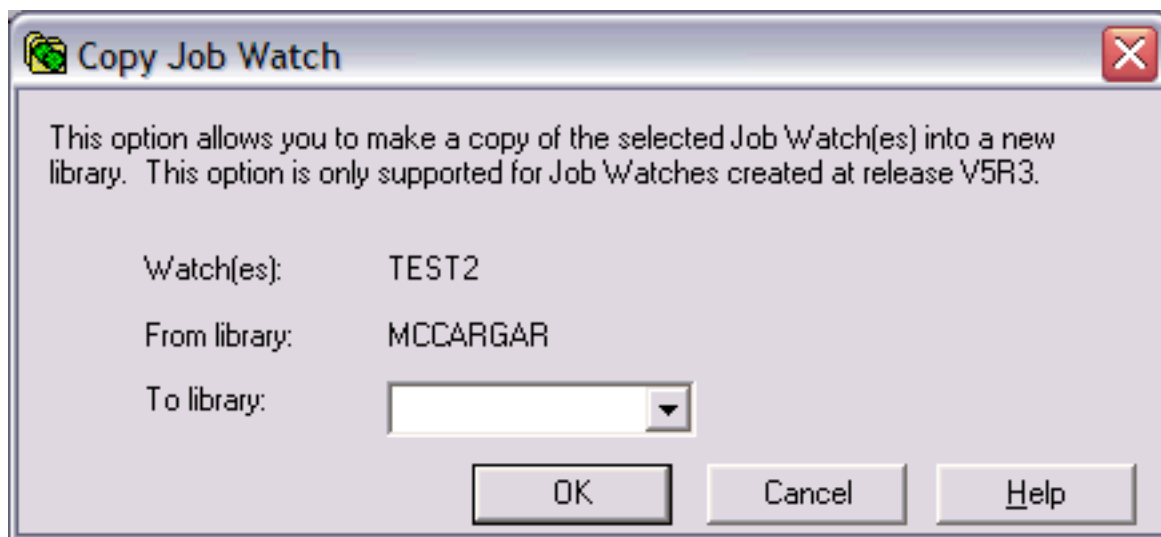 Copy Job Watch
This option allows you to make a copy of the selected Job Watch(es) into a new
library. This option is only supported for Job Watches created at release V5R3.
Watch(es): TEST2
From library: MCCARGAR
To library:
OK Cancel Help